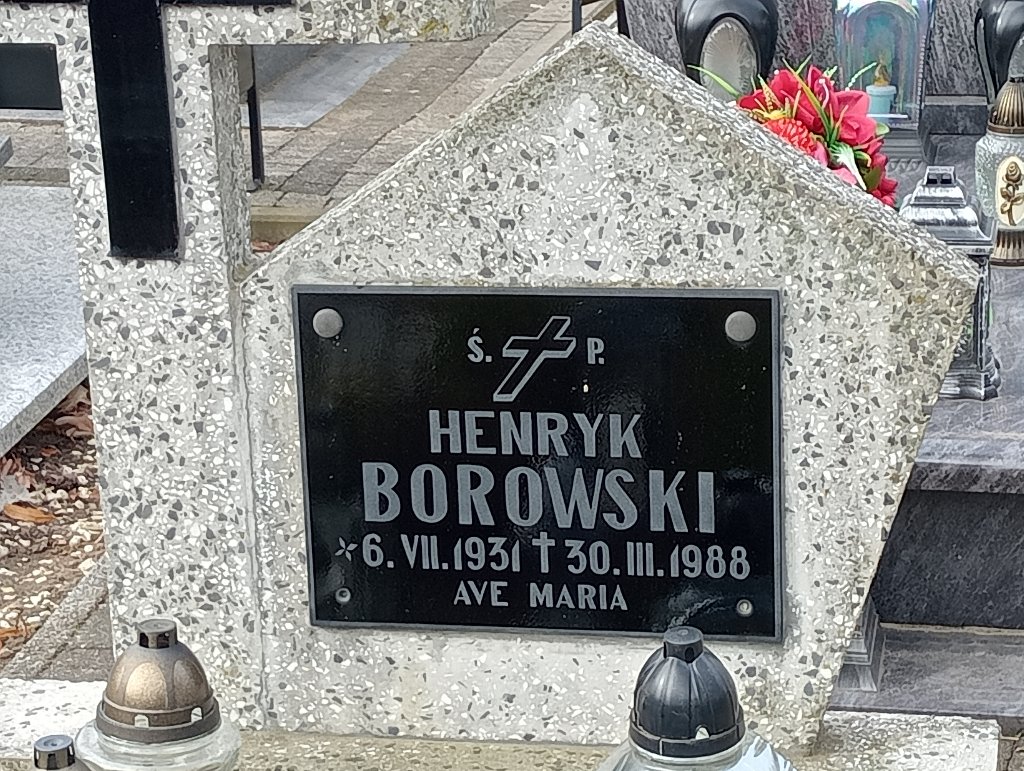 Ś. P.
HENRYK
BOROWSKI
6. VII. 1931 ✝ 30. III. 1988
AVE MARIA